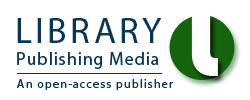 LIBRARY
Publishing Media
An open-access publisher